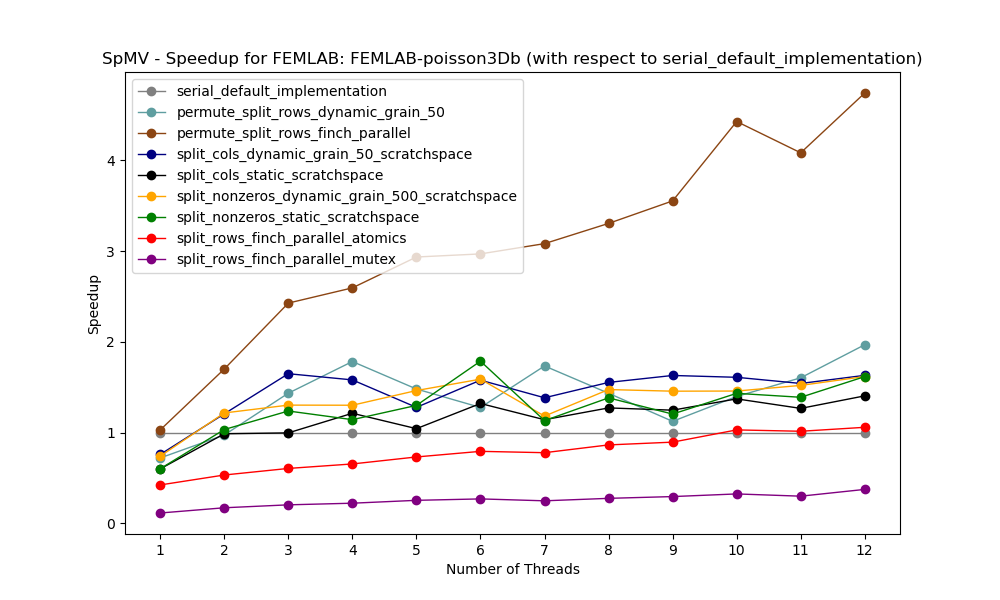 SpMV - Speedup for FEMLAB: FEMLAB-poisson3Db (with respect to serial_default_implementation)
serial_default_implementation
permute_split_rows_dynamic_grain_50
permute_split_rows_finch_parallel
split_cols_dynamic_grain_50_scratchspace
split_cols_static_scratchspace
split_nonzeros_dynamic_grain_500_scratchspace
split_nonzeros_static_scratchspace
split_rows_finch_parallel_atomics
split_rows_finch_parallel_mutex
Speedup
4
3
2
1
0
1 2 3 4 5 6 7 8 9 10 11 12
Number of Threads